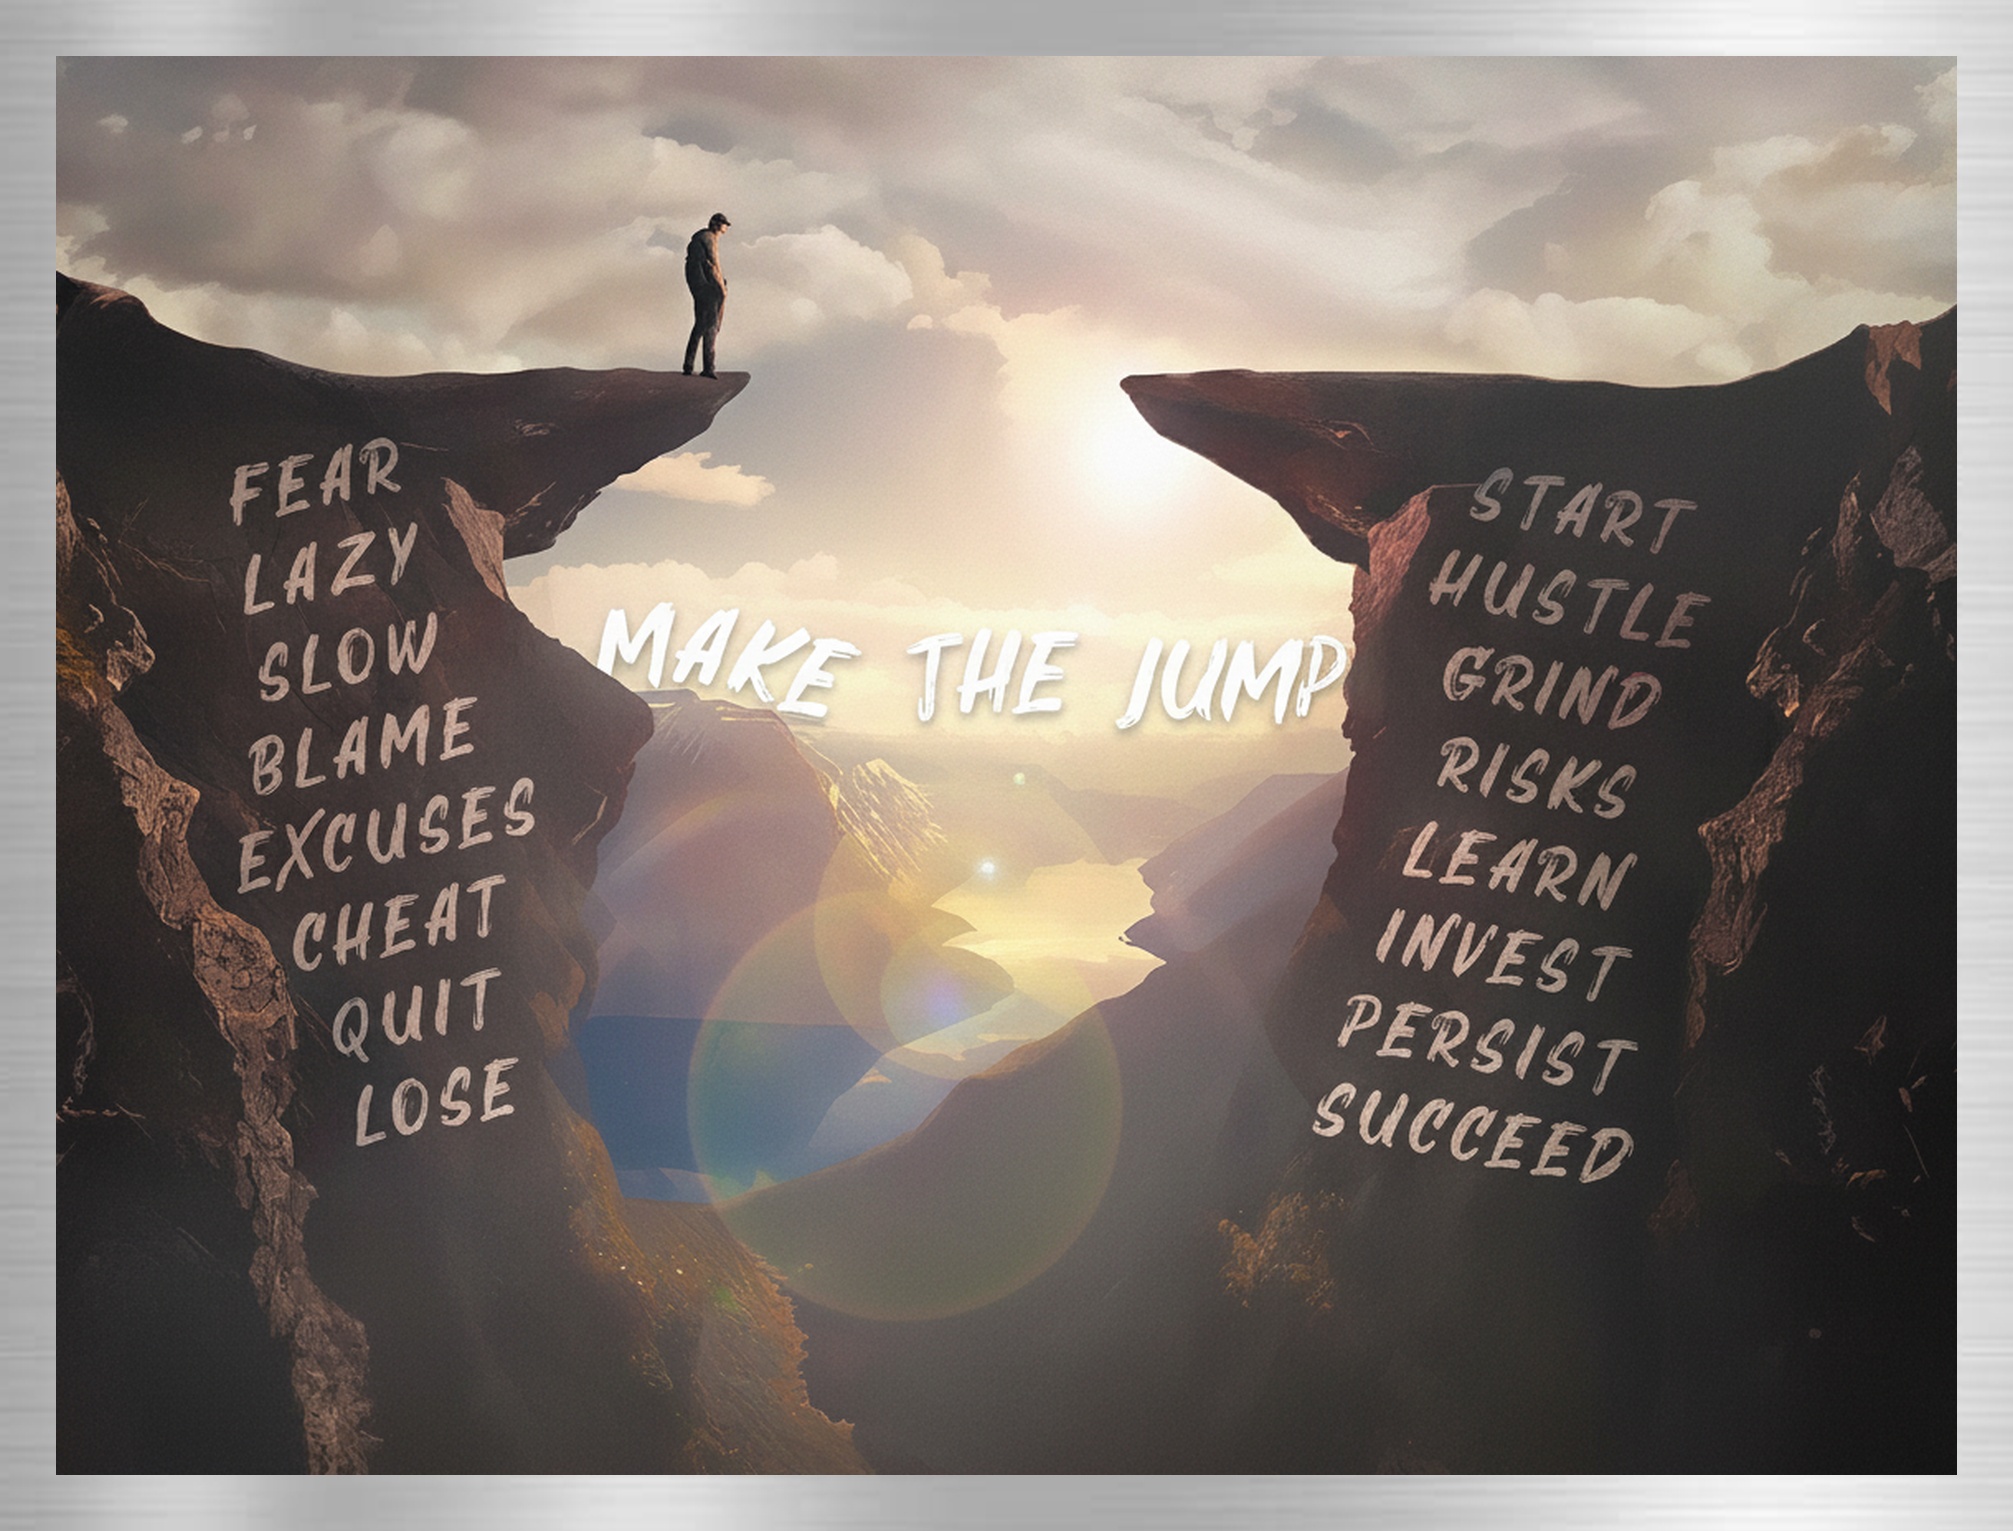 FEAR
LAZY
SLOW
BLAME
EXCUSES
CHEAT
QUIT
LOSE
MAKE THE JUMP
START
HUSTLE
GRIND
RISKS
LEARN
INVEST
PERSIST
SUCCEED